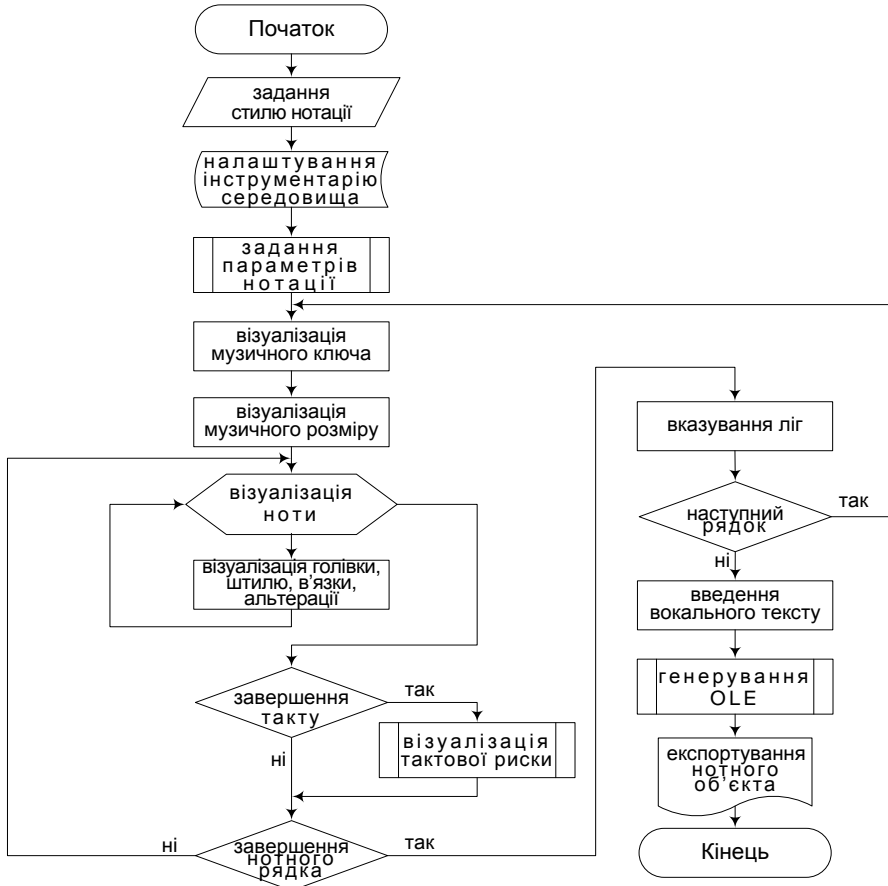 Початок
задання
стилю нотації
налаштування
інструментарію
середовища
задання
параметрів
нотації
візуалізація
музичного ключа
візуалізація
музичного розміру
візуалізація
ноти
візуалізація голівки,
штилю, в'язки,
альтерації
завершення
такту
так
ні
візуалізація
тактової риски
завершення
нотного
рядка
ні
так
вказування ліг
наступний
рядок
так
ні
введення
вокального тексту
генерування
OLE
експортування
нотного
об'єкта
Кінець